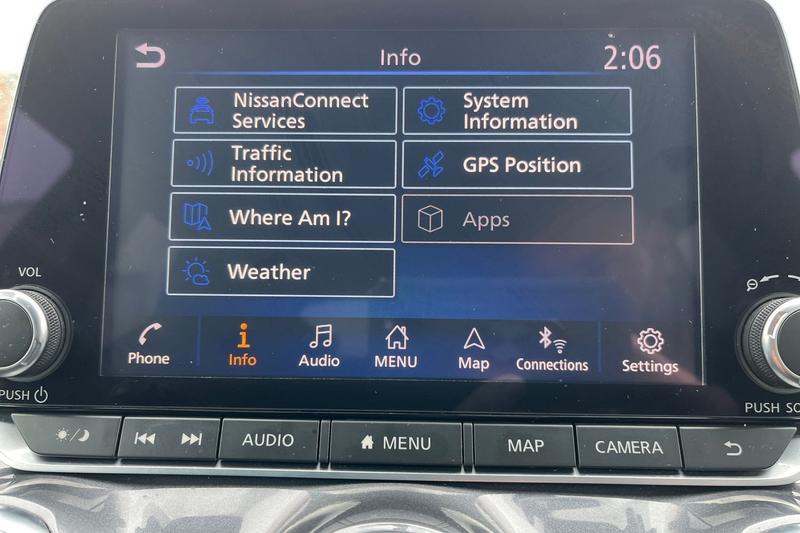 Info
2:06
NissanConnect
Services
System
Information
Traffic
Information
GPS Position
Where Am I?
Apps
Weather
VOL
PUSH
Phone
Info
Audio
MENU
Map
Connections
Settings
PUSH SO
AUDIO
MENU
MAP
CAMERA